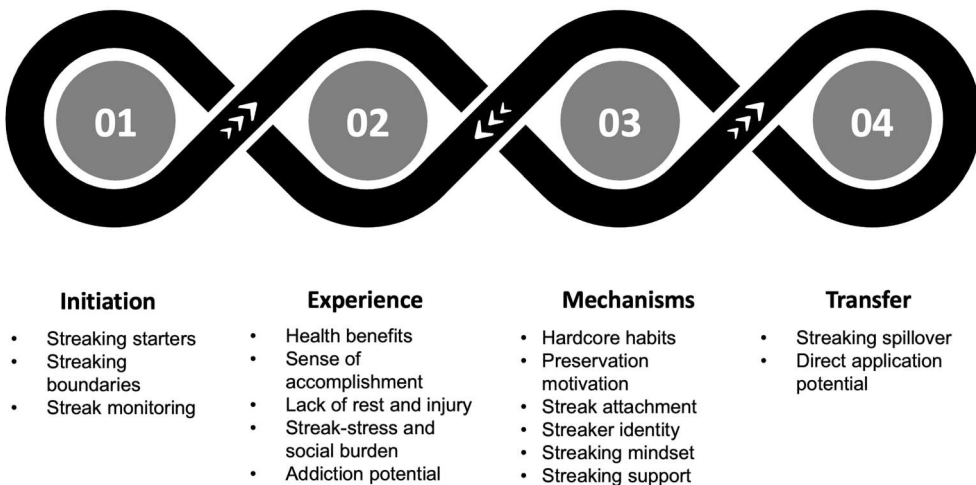 01
02
03
04
Initiation
• Streaking starters
• Streaking
boundaries
• Streak monitoring
Experience
• Health benefits
• Sense of
accomplishment
• Lack of rest and injury
• Streak-stress and
social burden
• Addiction potential
Mechanisms
• Hardcore habits
• Preservation
motivation
• Streak attachment
• Streaker identity
• Streaking mindset
• Streaking support
Transfer
• Streaking spillover
• Direct application
potential